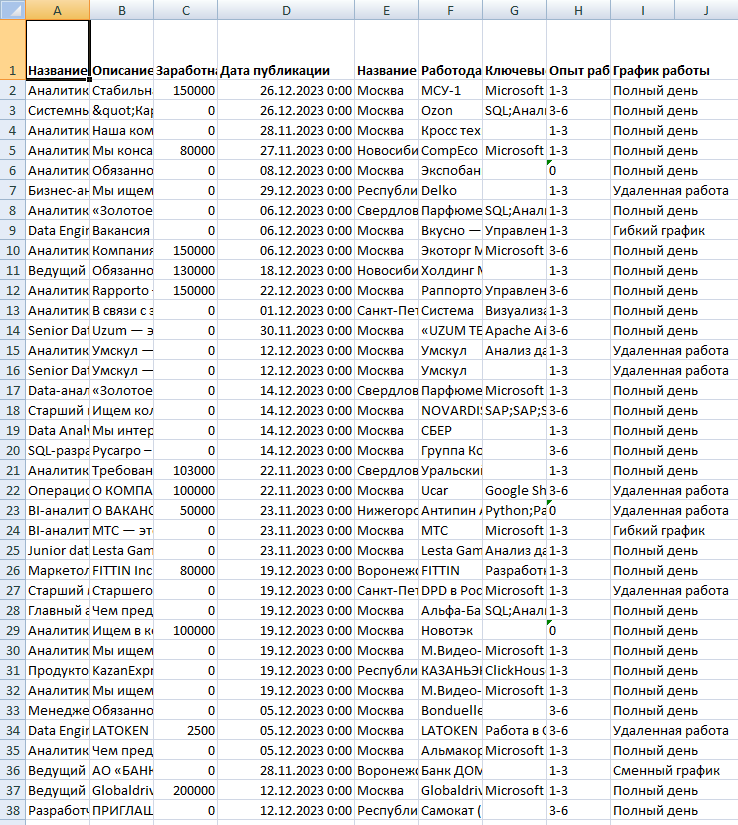 A B C D E F G H I J
1 Название Описание Заработна Дата публикации Название Работода Ключевы Опыт раб График работы
2 Аналитик Стабильн 150000 26.12.2023 0:00 Москва МСУ-1 Microsoft 1-3 Полный день
3 Системны &quot;Кар 0 26.12.2023 0:00 Москва Ozon SQL;Анал 3-6 Полный день
4 Аналитик Наша ком 0 28.11.2023 0:00 Москва Кросс тех 1-3 Полный день
5 Аналитик Мы конса 80000 27.11.2023 0:00 Новосиби CompEco Microsoft 1-3 Полный день
6 Аналитик Обязанно 0 08.12.2023 0:00 Москва Экспобан 0 Полный день
7 Бизнес-ан Мы ищем 0 29.12.2023 0:00 Республи Delko 1-3 Удаленная работа
8 Аналитик «Золотое 0 06.12.2023 0:00 Свердлов Парфюме SQL;Анал 1-3 Полный день
9 Data Engin Вакансия 0 06.12.2023 0:00 Москва Вкусно — Управлен 1-3 Гибкий график
10 Аналитик Компания 150000 06.12.2023 0:00 Москва Экоторг М Microsoft 3-6 Полный день
11 Ведущий Обязанно 130000 18.12.2023 0:00 Новосиби Холдинг М 1-3 Полный день
12 Аналитик Rapporto - 150000 22.12.2023 0:00 Москва Раппорто Управлен 3-6 Полный день
13 Аналитик В связи с з 0 01.12.2023 0:00 Санкт-Пет Система Визуализа 1-3 Полный день
14 Senior Dat Uzum — э 0 30.11.2023 0:00 Москва «UZUM TE Apache Ai 3-6 Полный день
15 Аналитик Умскул — 0 12.12.2023 0:00 Москва Умскул Анализ да 1-3 Удаленная работа
16 Senior Dat Умскул — 0 12.12.2023 0:00 Москва Умскул 1-3 Удаленная работа
17 Data-анал «Золотое 0 14.12.2023 0:00 Свердлов Парфюме Microsoft 1-3 Полный день
18 Старший Ищем кол 0 14.12.2023 0:00 Москва NOVARDIS SAP;SAP;S 3-6 Полный день
19 Data Analy Мы интер 0 14.12.2023 0:00 Москва СБЕР 1-3 Полный день
20 SQL-разра Русагро – 0 14.12.2023 0:00 Москва Группа Ко 3-6 Полный день
21 Аналитик Требован 103000 22.11.2023 0:00 Свердлов Уральски 1-3 Полный день
22 Операцио О КОМПА 100000 22.11.2023 0:00 Москва Ucar Google Sh 3-6 Удаленная работа
23 BI-аналит О ВАКАНС 50000 23.11.2023 0:00 Нижегоро Антипин А Python;Pa 0 Удаленная работа
24 BI-аналит МТС — эт 0 23.11.2023 0:00 Москва МТС Microsoft 1-3 Гибкий график
25 Junior dat Lesta Gam 0 23.11.2023 0:00 Москва Lesta Gam Анализ да 1-3 Полный день
26 Маркетол FITTIN Inc 80000 19.12.2023 0:00 Воронежс FITTIN Разработк 1-3 Полный день
27 Старший Старшего 0 19.12.2023 0:00 Санкт-Пет DPD в Рос Microsoft 1-3 Удаленная работа
28 Главный а Чем пред 0 19.12.2023 0:00 Москва Альфа-Ба SQL;Анал 1-3 Полный день
29 Аналитик Ищем в ко 100000 19.12.2023 0:00 Москва Новотэк 0 Полный день
30 Аналитик Мы ищем 0 19.12.2023 0:00 Москва М.Видео- Microsoft 1-3 Полный день
31 Продукто KazanExpr 0 19.12.2023 0:00 Республи КАЗАНЬЭК ClickHous 1-3 Полный день
32 Аналитик Мы ищем 0 19.12.2023 0:00 Москва М.Видео- Microsoft 1-3 Полный день
33 Менедже Обязанно 0 05.12.2023 0:00 Москва Bonduelle 3-6 Полный день
34 Data Engin LATOKEN 2500 05.12.2023 0:00 Москва LATOKEN Работа в 3-6 Удаленная работа
35 Аналитик Чем пред 0 05.12.2023 0:00 Москва Альмакор Microsoft 1-3 Полный день
36 Ведущий АО «БАНК 0 28.11.2023 0:00 Воронежс Банк ДОМ 1-3 Сменный график
37 Ведущий Globaldriv 200000 12.12.2023 0:00 Москва Globaldriv Microsoft 1-3 Полный день
38 Разработч ПРИГЛАШ 0 12.12.2023 0:00 Республи Самокат ( 3-6 Полный день